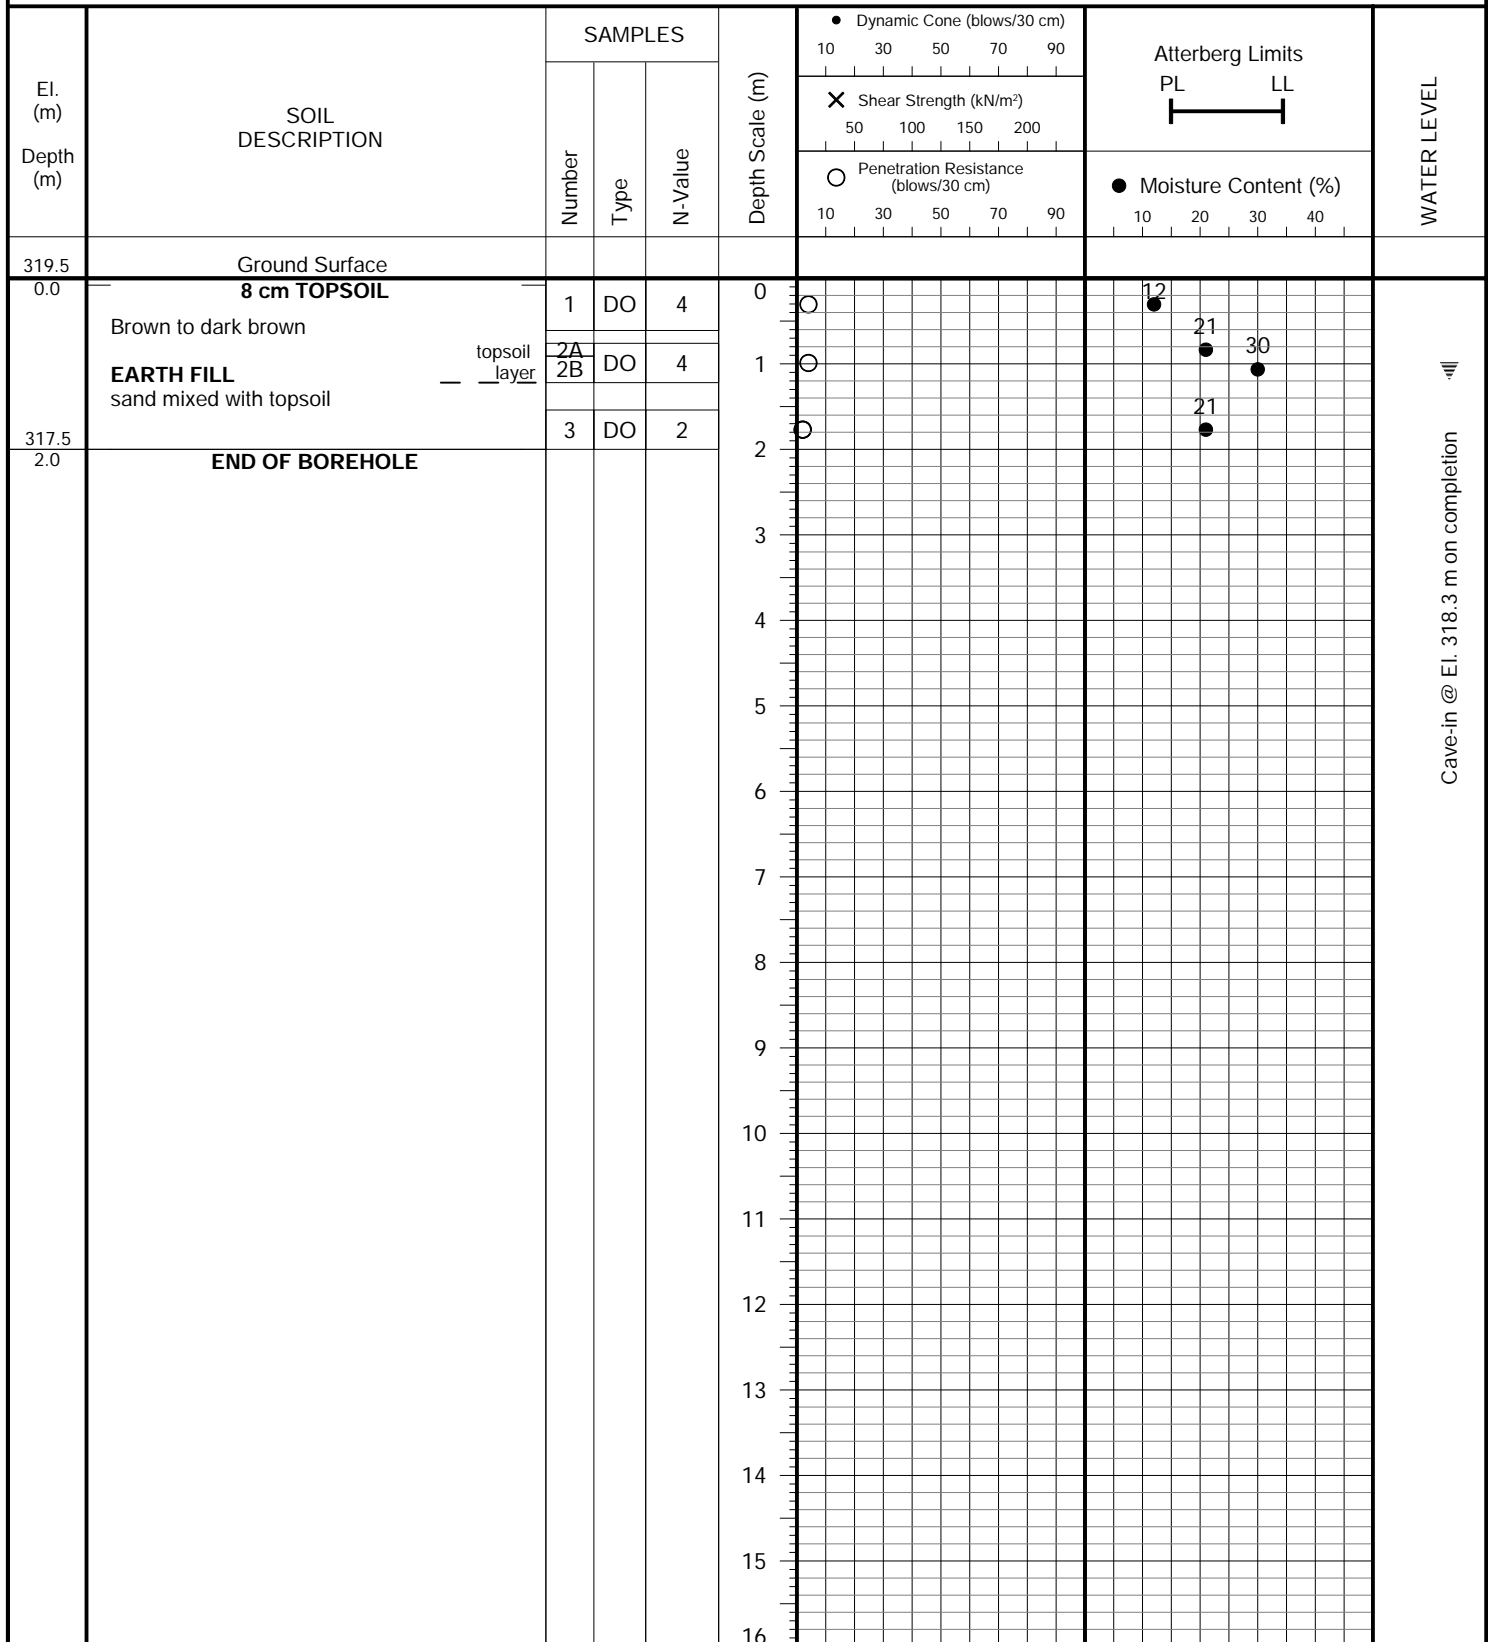 El.
(m)
Depth
(m)
SOIL
DESCRIPTION
SAMPLES
Number
Type
N-Value
Depth Scale (m)
● Dynamic Cone (blows/30 cm)
10 30 50 70 90
✕ Shear Strength (kN/m²)
50 100 150 200
○ Penetration Resistance
(blows/30 cm)
10 30 50 70 90
Atterberg Limits
PL LL
● Moisture Content (%)
10 20 30 40
WATER LEVEL
319.5 Ground Surface
0.0 8 cm TOPSOIL
Brown to dark brown
topsoil
layer
EARTH FILL
sand mixed with topsoil
317.5
2.0 END OF BOREHOLE
1 DO 4
2A
2B DO 4
3 DO 2
0
1
2
3
4
5
6
7
8
9
10
11
12
13
14
15
16
12
21
30
21
Cave-in @ El. 318.3 m on completion